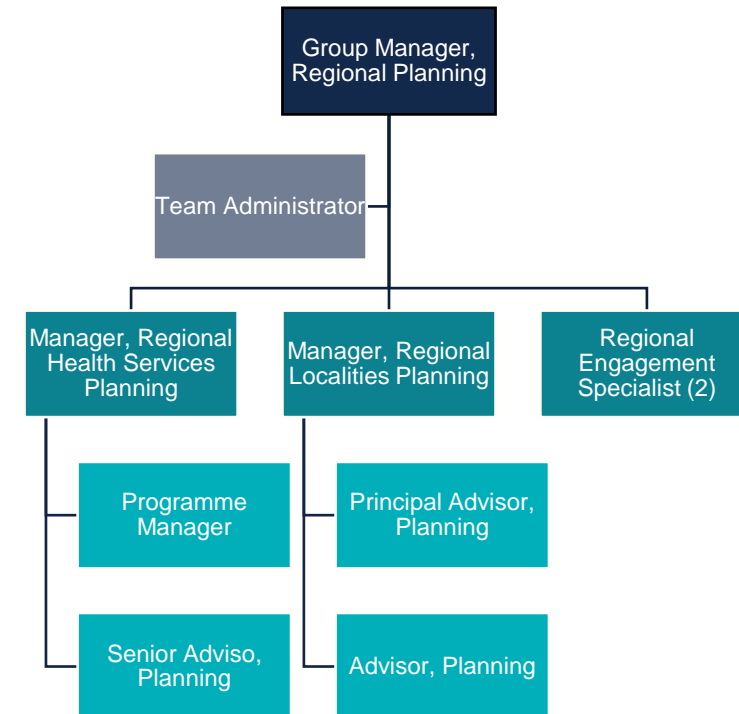 Group Manager,
Regional Planning
Team Administrator
Manager, Regional
Health Services
Planning
Manager, Regional
Localities Planning
Regional
Engagement
Specialist (2)
Programme
Manager
Principal Advisor,
Planning
Senior Adviso,
Planning
Advisor, Planning